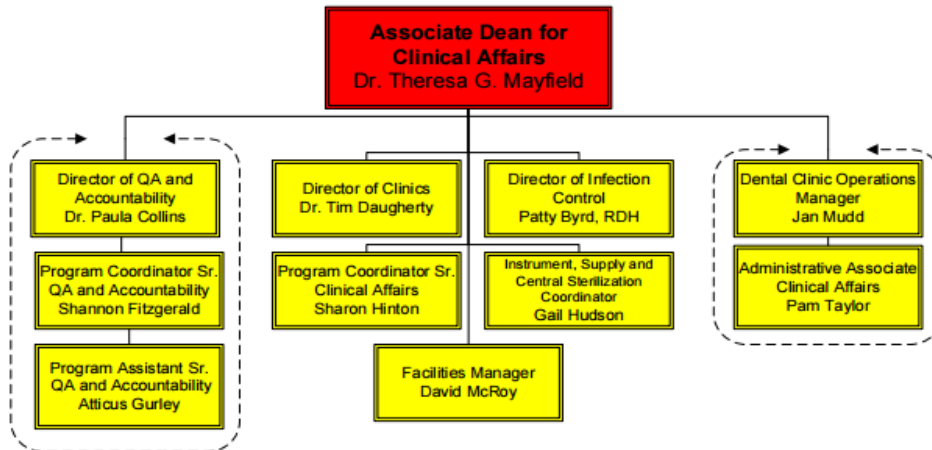 Associate Dean for
Clinical Affairs
Dr. Theresa G. Mayfield
Director of QA and
Accountability
Dr. Paula Collins
Director of Clinics
Dr. Tim Daugherty
Director of Infection
Control
Patty Byrd, RDH
Dental Clinic Operations
Manager
Jan Mudd
Program Coordinator Sr.
QA and Accountability
Shannon Fitzgerald
Program Coordinator Sr.
Clinical Affairs
Sharon Hinton
Instrument, Supply and
Central Sterilization
Coordinator
Gail Hudson
Administrative Associate
Clinical Affairs
Pam Taylor
Program Assistant Sr.
QA and Accountability
Atticus Gurley
Facilities Manager
David McRoy